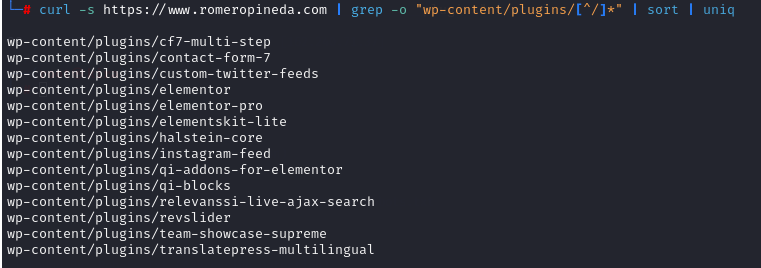 └─# curl -s https://www.romeropineda.com | grep -o "wp-content/plugins/[^/]*" | sort | uniq
wp-content/plugins/cf7-multi-step
wp-content/plugins/contact-form-7
wp-content/plugins/custom-twitter-feeds
wp-content/plugins/elementor
wp-content/plugins/elementor-pro
wp-content/plugins/elementskit-lite
wp-content/plugins/halstein-core
wp-content/plugins/instagram-feed
wp-content/plugins/qi-addons-for-elementor
wp-content/plugins/qi-blocks
wp-content/plugins/relevanssi-live-ajax-search
wp-content/plugins/revslider
wp-content/plugins/team-showcase-supreme
wp-content/plugins/translatepress-multilingual